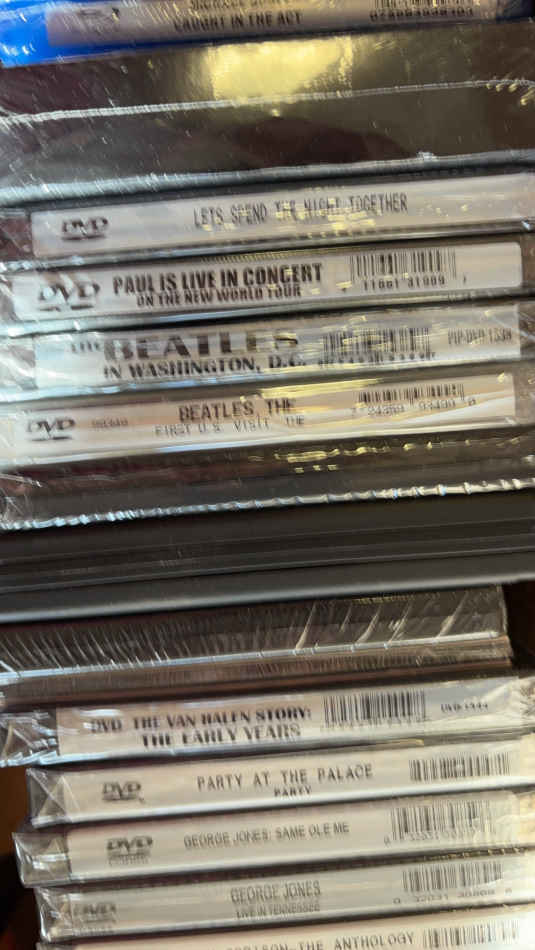 CAUGHT IN THE ACT
DVD LETS SPEND THE NIGHT TOGETHER
DVD PAUL IS LIVE IN CONCERT
ON THE NEW WORLD TOUR
THE BEATLES
IN WASHINGTON, D.C.
DVD BEATLES, THE
FIRST U.S. VISIT, THE
DVD THE VAN HALEN STORY:
THE EARLY YEARS
DVD PARTY AT THE PALACE
PARTY
DVD GEORGE JONES: SAME OLE ME
DVD GEORGE JONES
LIVE IN TENNESSEE
THE ANTHOLOGY